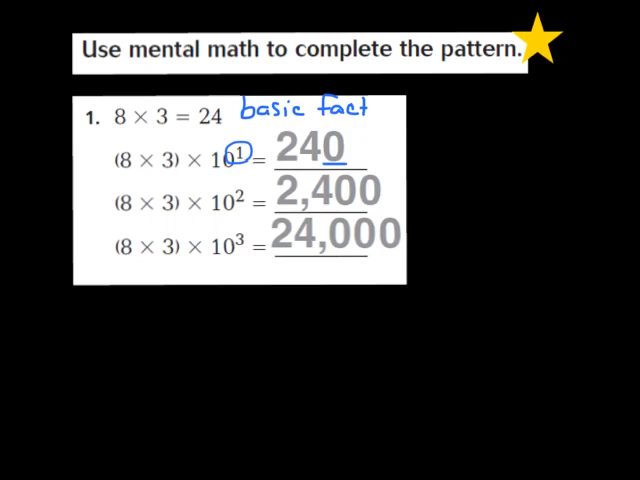 Use mental math to complete the pattern.
1. 8 × 3 = 24 basic fact
(8 × 3) × 10¹ = 240
(8 × 3) × 10² = 2,400
(8 × 3) × 10³ = 24,000